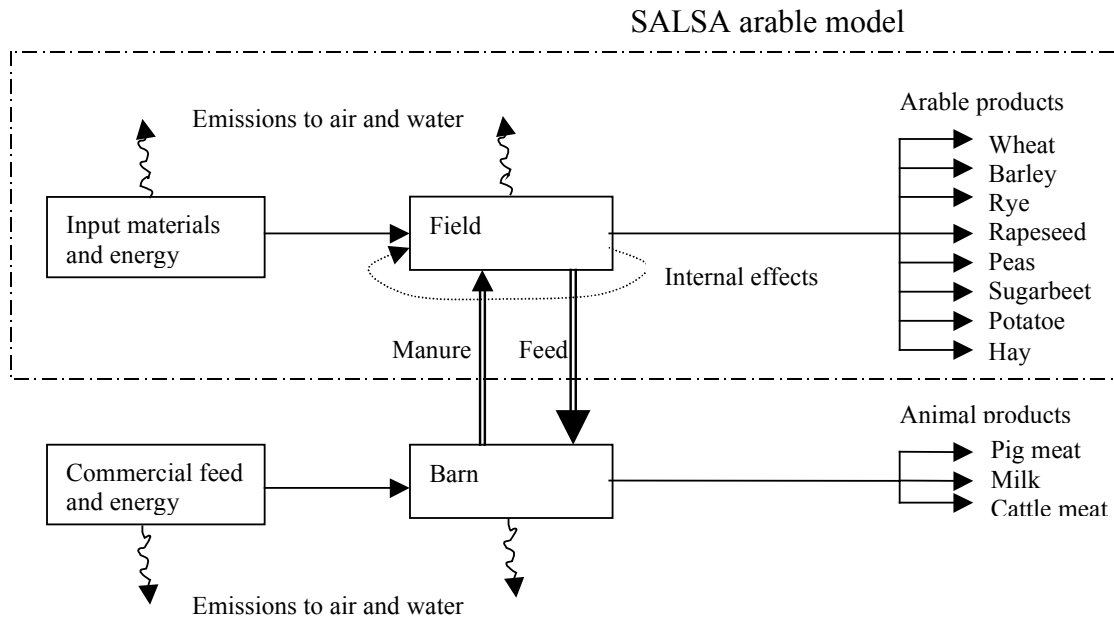 SALSA arable model
Emissions to air and water
Arable products
Wheat
Barley
Rye
Rapeseed
Peas
Sugarbeet
Potatoe
Hay
Input materials
and energy
Field
Internal effects
Manure
Feed
Animal products
Pig meat
Milk
Cattle meat
Commercial feed
and energy
Barn
Emissions to air and water